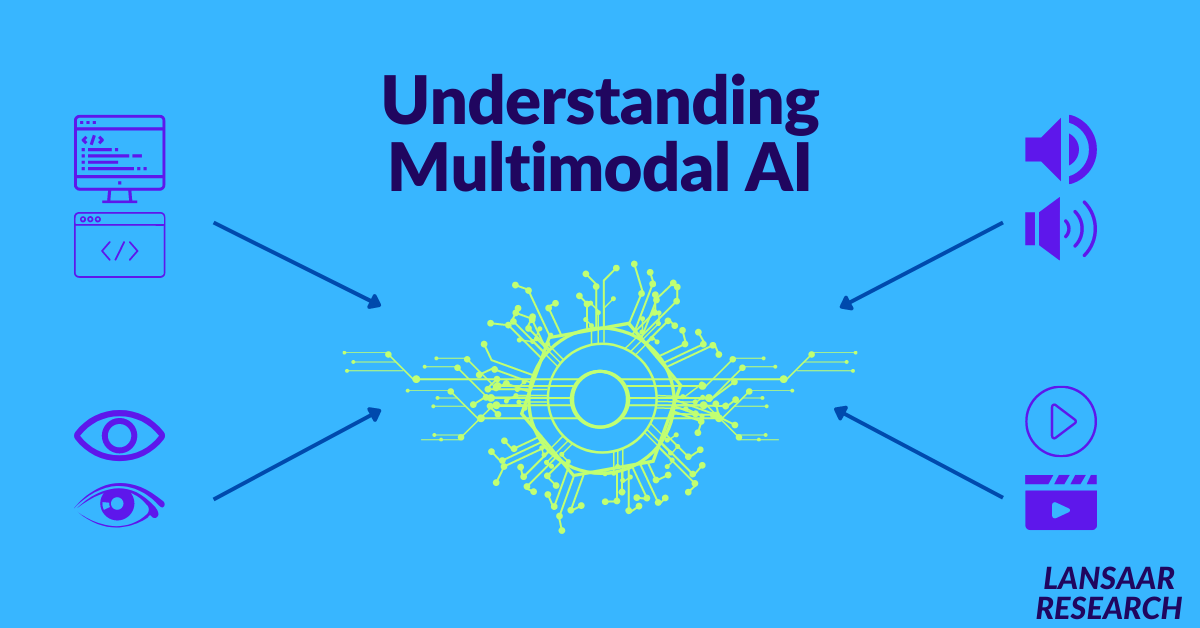 Understanding
Multimodal AI
</>
</>
LANSAAR
RESEARCH